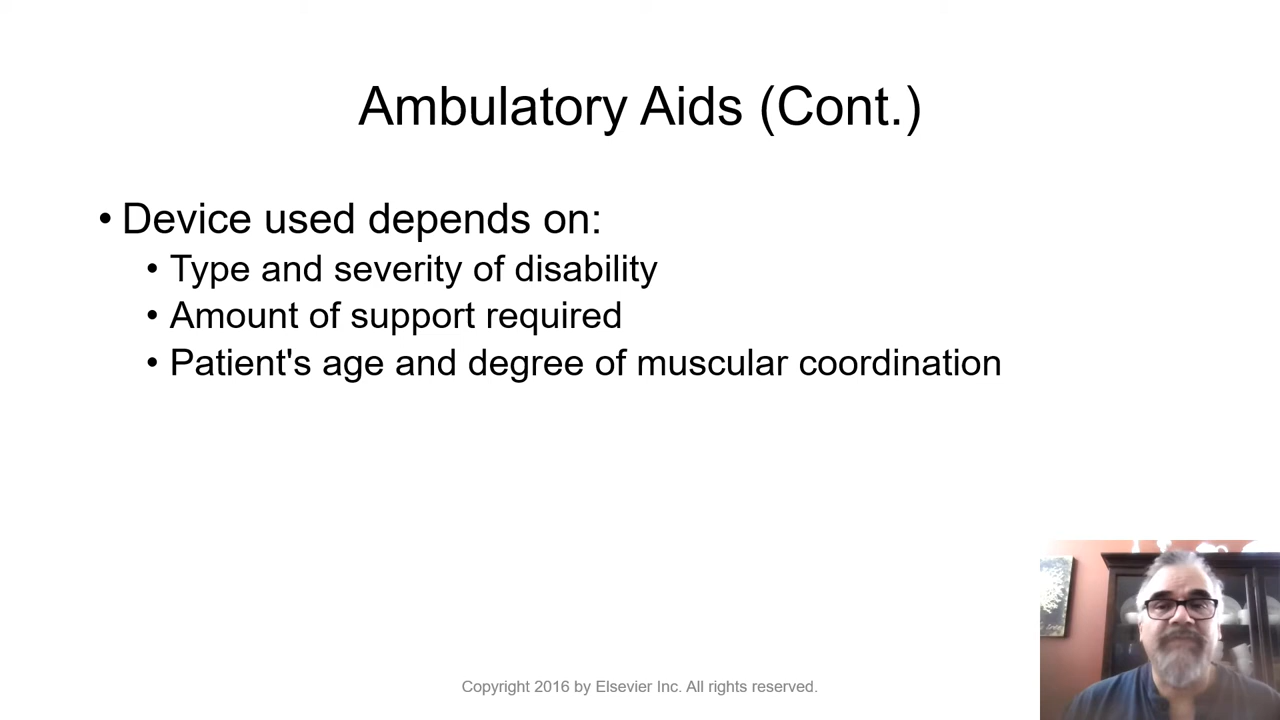 Ambulatory Aids (Cont.)
• Device used depends on:
• Type and severity of disability
• Amount of support required
• Patient's age and degree of muscular coordination
Copyright 2016 by Elsevier Inc. All rights reserved.